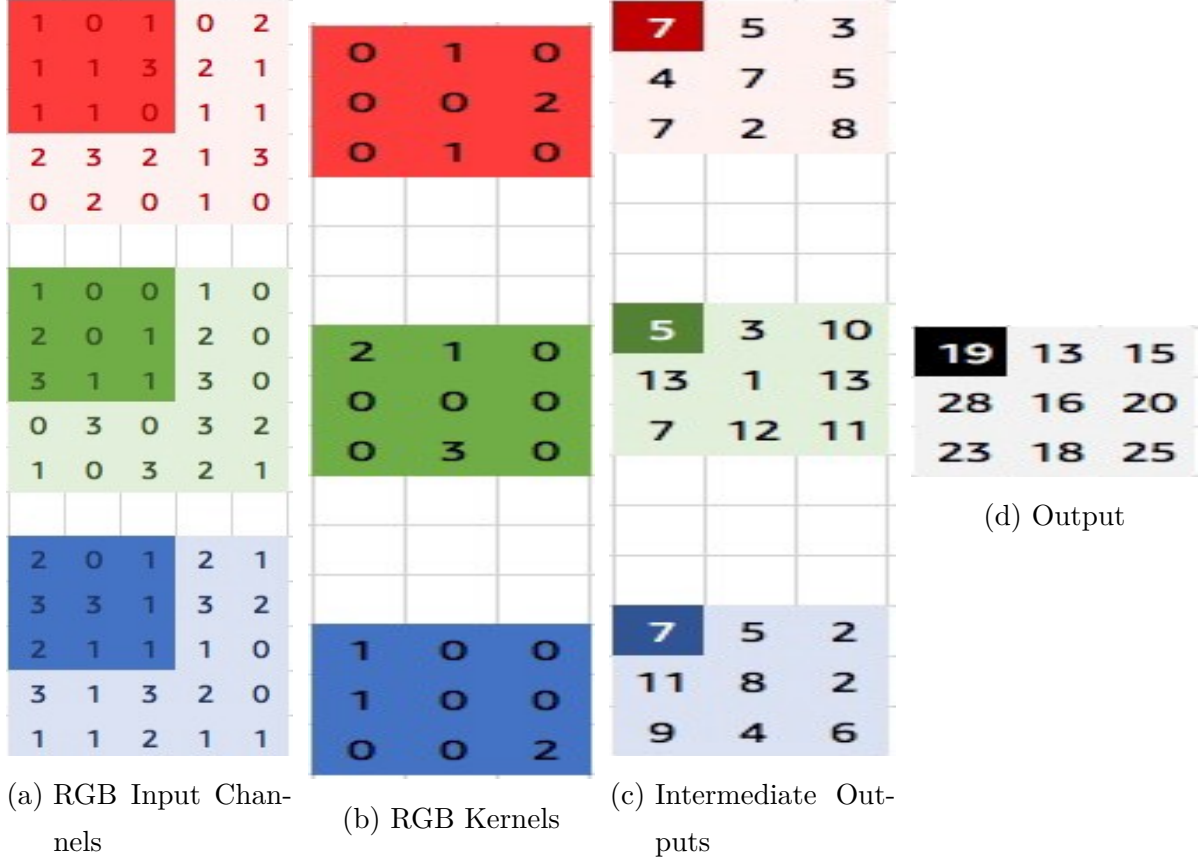 1 0 1 0 2
1 1 3 2 1
1 1 0 1 1
2 3 2 1 3
0 2 0 1 0
1 0 0 1 0
2 0 1 2 0
3 1 1 3 0
0 3 0 3 2
1 0 3 2 1
2 0 1 2 1
3 3 1 3 2
2 1 1 1 0
3 1 3 2 0
1 1 2 1 1
(a) RGB Input Chan-
nels
0 1 0
0 0 2
0 1 0
2 1 0
0 0 0
0 3 0
1 0 0
1 0 0
0 0 2
(b) RGB Kernels
7 5 3
4 7 5
7 2 8
5 3 10
13 1 13
7 12 11
7 5 2
11 8 2
9 4 6
(c) Intermediate Out-
puts
19 13 15
28 16 20
23 18 25
(d) Output